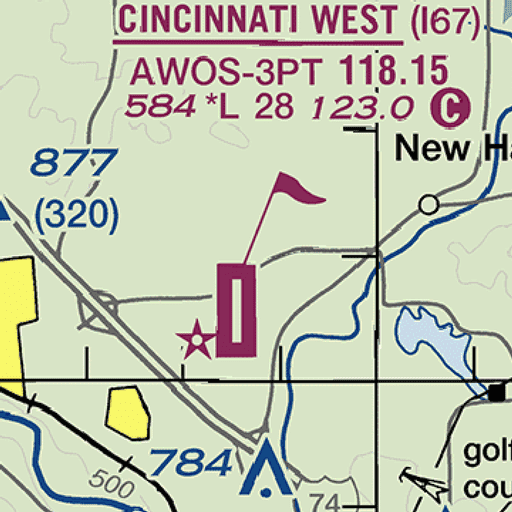 CINCINNATI WEST (I67)
AWOS-3PT 118.15
584 *L 28 123.0 C
New Ha
877
(320)
784
golf
cou
500
74